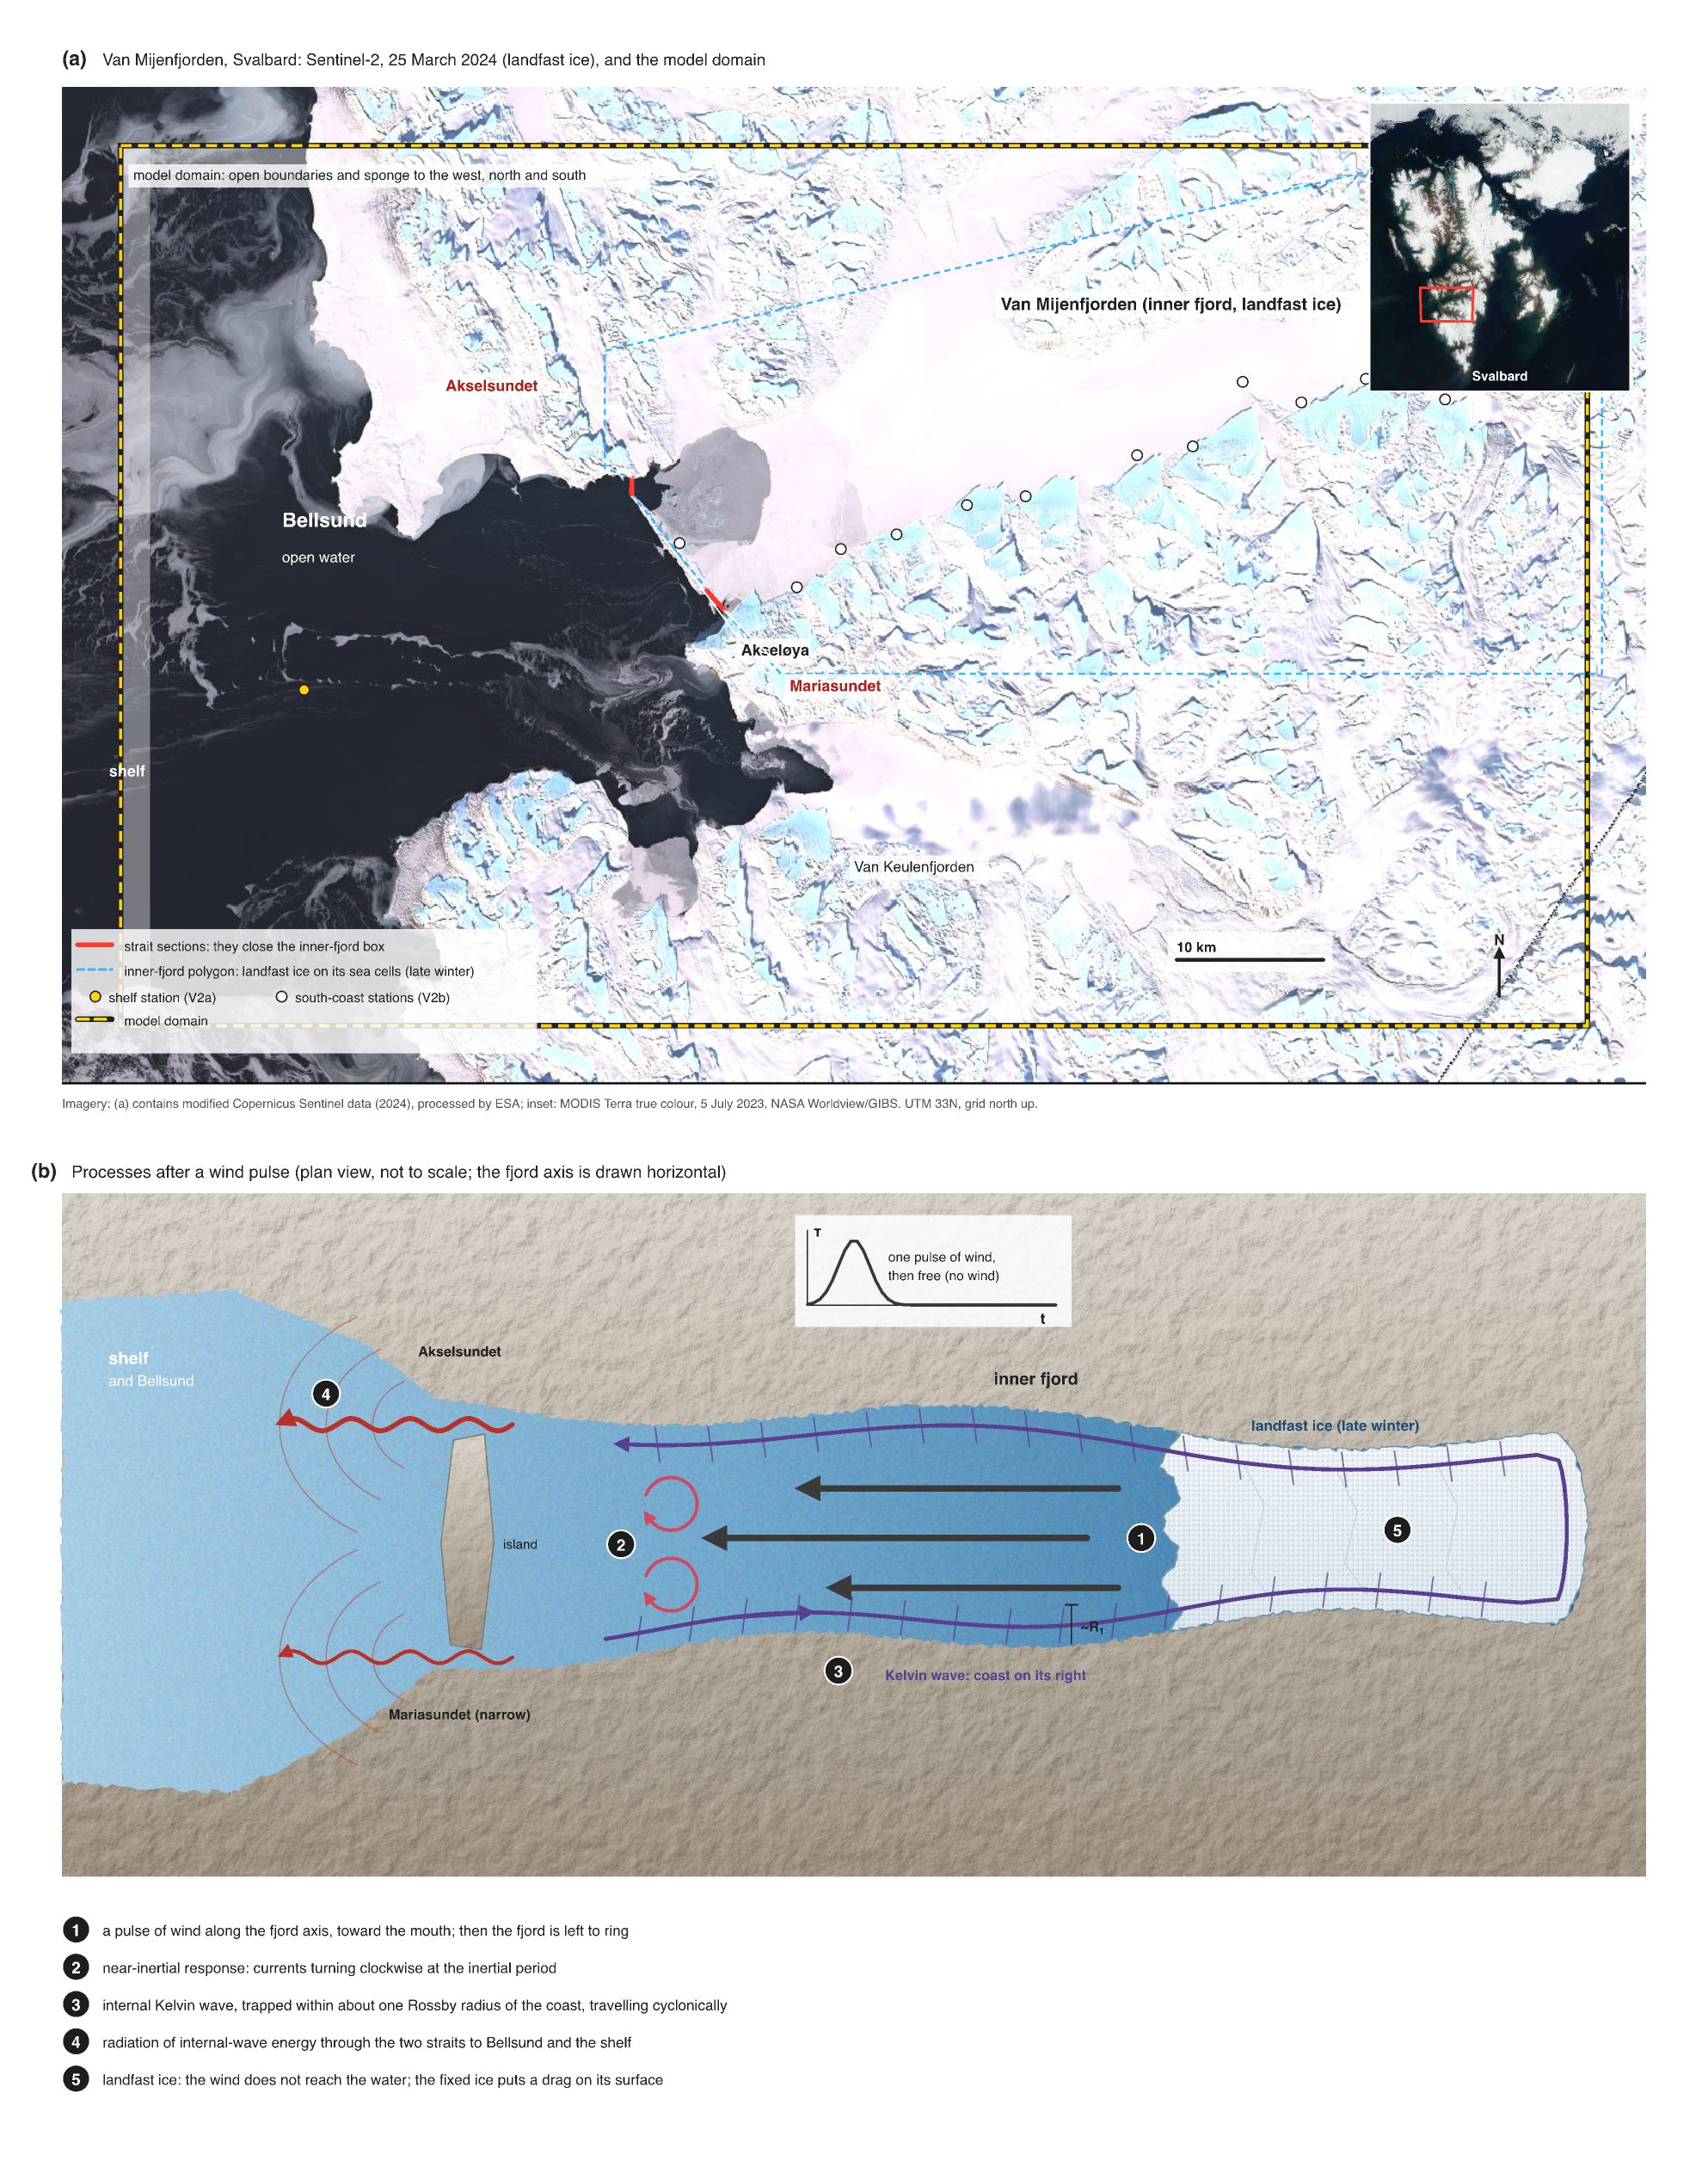 (a) Van Mijenfjorden, Svalbard: Sentinel-2, 25 March 2024 (landfast ice), and the model domain
model domain: open boundaries and sponge to the west, north and south
Van Mijenfjorden (inner fjord, landfast ice)
Svalbard
Akselsundet
Bellsund
open water
Akseløya
Mariasundet
shelf
Van Keulenfjorden
strait sections: they close the inner-fjord box
inner-fjord polygon: landfast ice on its sea cells (late winter)
shelf station (V2a) south-coast stations (V2b)
model domain
10 km
N
Imagery: (a) contains modified Copernicus Sentinel data (2024), processed by ESA; inset: MODIS Terra true colour, 5 July 2023, NASA Worldview/GIBS. UTM 33N, grid north up.
(b) Processes after a wind pulse (plan view, not to scale; the fjord axis is drawn horizontal)
τ
one pulse of wind,
then free (no wind)
t
shelf
and Bellsund
Akselsundet
inner fjord
landfast ice (late winter)
4
island
2
1
5
~R₁
3
Kelvin wave: coast on its right
Mariasundet (narrow)
1 a pulse of wind along the fjord axis, toward the mouth; then the fjord is left to ring
2 near-inertial response: currents turning clockwise at the inertial period
3 internal Kelvin wave, trapped within about one Rossby radius of the coast, travelling cyclonically
4 radiation of internal-wave energy through the two straits to Bellsund and the shelf
5 landfast ice: the wind does not reach the water; the fixed ice puts a drag on its surface